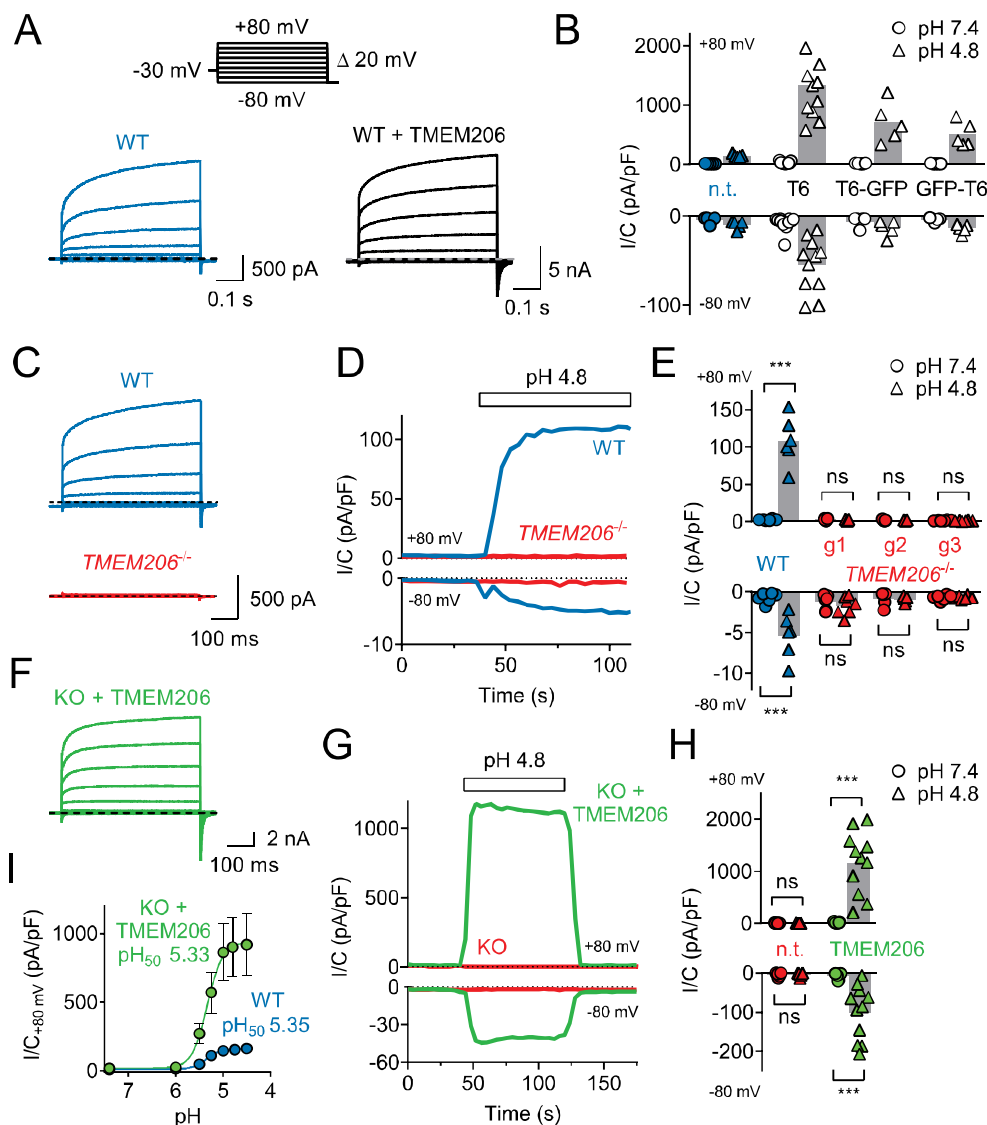 A
+80 mV
-30 mV
Δ 20 mV
-80 mV
WT
WT + TMEM206
500 pA
0.1 s
5 nA
0.1 s
B
pH 7.4
pH 4.8
+80 mV
2000
1000
0
I/C (pA/pF)
n.t.
T6
T6-GFP
GFP-T6
0
-100
-80 mV
C
WT
TMEM206-/-
500 pA
100 ms
D
pH 4.8
WT
100
50
0
I/C (pA/pF)
+80 mV
TMEM206-/-
0
-80 mV
-10
0
50
100
Time (s)
E
pH 7.4
pH 4.8
+80 mV
***
150
100
50
0
I/C (pA/pF)
ns
ns
ns
g1
g2
g3
WT
TMEM206-/-
0
-5
-10
ns
ns
ns
-80 mV
***
F
KO + TMEM206
2 nA
100 ms
G
pH 4.8
KO +
TMEM206
1000
500
0
I/C (pA/pF)
KO
+80 mV
0
-80 mV
-30
-60
0
50
100
150
Time (s)
H
pH 7.4
pH 4.8
+80 mV
***
2000
1000
0
I/C (pA/pF)
ns
n.t.
TMEM206
0
-100
-200
ns
-80 mV
***
I
KO +
TMEM206
pH50 5.33
WT
pH50 5.35
1000
500
0
I/C+80 mV (pA/pF)
7
6
5
4
pH